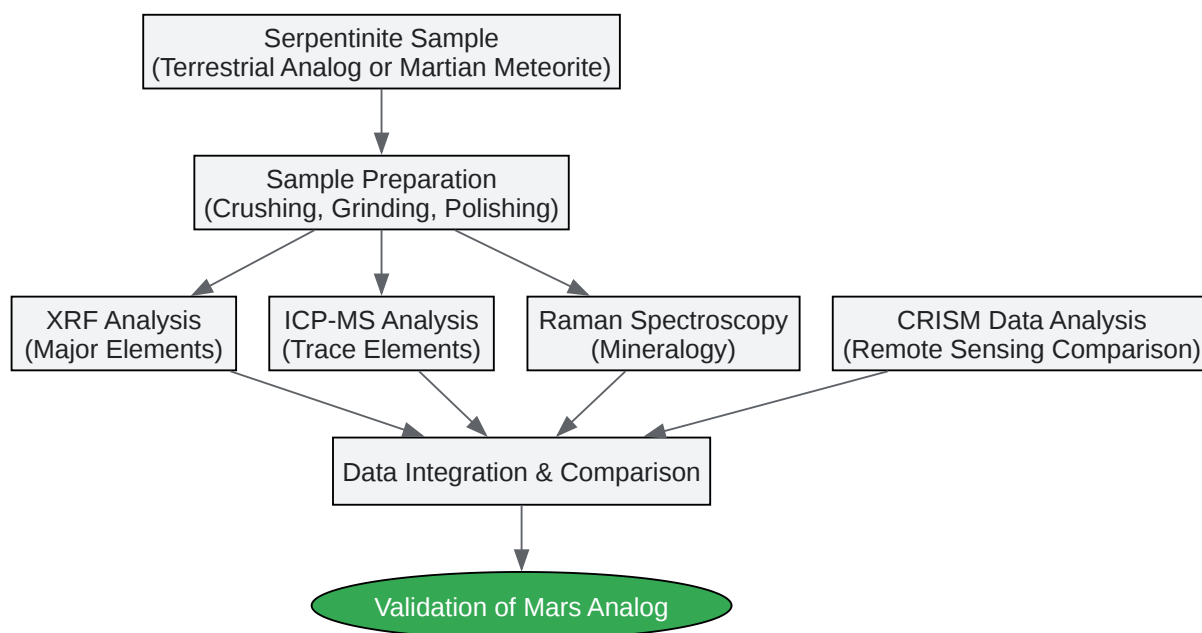 Serpentinite Sample
(Terrestrial Analog or Martian Meteorite)
Sample Preparation
(Crushing, Grinding, Polishing)
XRF Analysis
(Major Elements)
ICP-MS Analysis
(Trace Elements)
Raman Spectroscopy
(Mineralogy)
CRISM Data Analysis
(Remote Sensing Comparison)
Data Integration & Comparison
Validation of Mars Analog